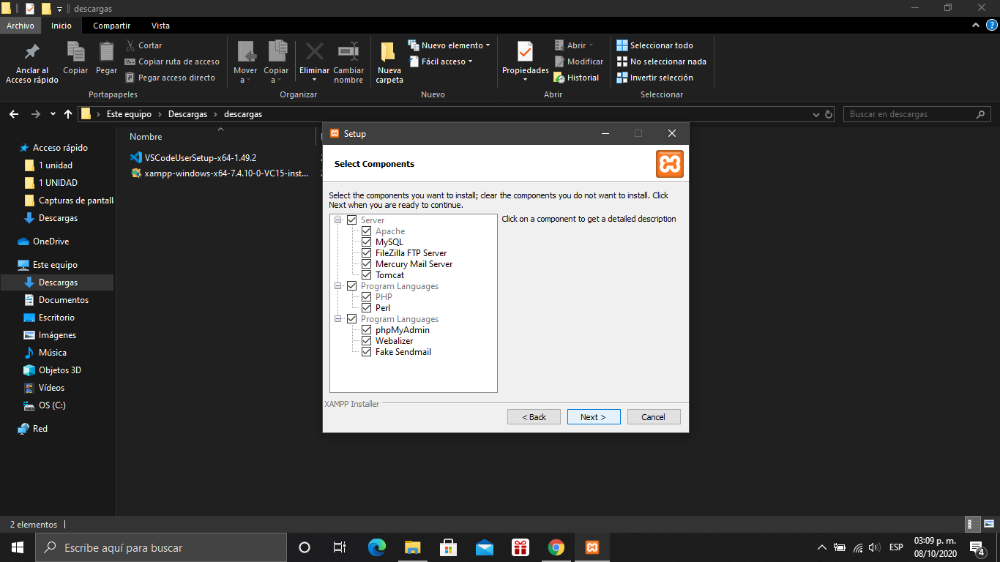 descargas
Archivo Inicio Compartir Vista
Anclar al Acceso rápido
Copiar
Pegar
Cortar
Copiar ruta de acceso
Pegar acceso directo
Portapapeles
Mover a
Copiar a
Eliminar
Cambiar nombre
Organizar
Nueva carpeta
Nuevo elemento
Fácil acceso
Nuevo
Propiedades
Abrir
Modificar
Historial
Abrir
Seleccionar todo
No seleccionar nada
Invertir selección
Seleccionar
Este equipo > Descargas > descargas
Buscar en descargas
Acceso rápido
1 unidad
1 UNIDAD
Capturas de pantall
Descargas
OneDrive
Este equipo
Descargas
Documentos
Escritorio
Imágenes
Música
Objetos 3D
Vídeos
OS (C:)
Red
Nombre
VSCodeUserSetup-x64-1.49.2
xampp-windows-x64-7.4.10-0-VC15-inst...
Setup
Select Components
Select the components you want to install; clear the components you do not want to install. Click
Next when you are ready to continue.
Server
Apache
MySQL
FileZilla FTP Server
Mercury Mail Server
Tomcat
Program Languages
PHP
Perl
Program Languages
phpMyAdmin
Webalizer
Fake Sendmail
Click on a component to get a detailed description
XAMPP Installer
< Back Next > Cancel
2 elementos
Escribe aquí para buscar
ESP
03:09 p. m.
08/10/2020
4